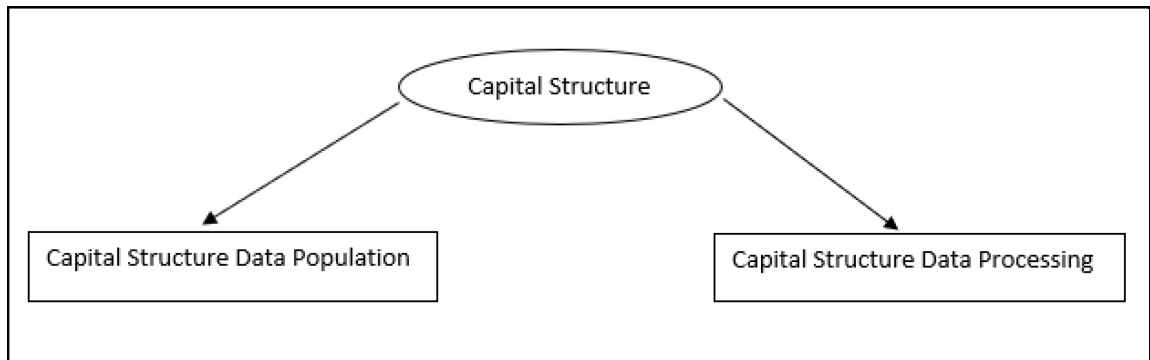 Capital Structure
Capital Structure Data Population
Capital Structure Data Processing